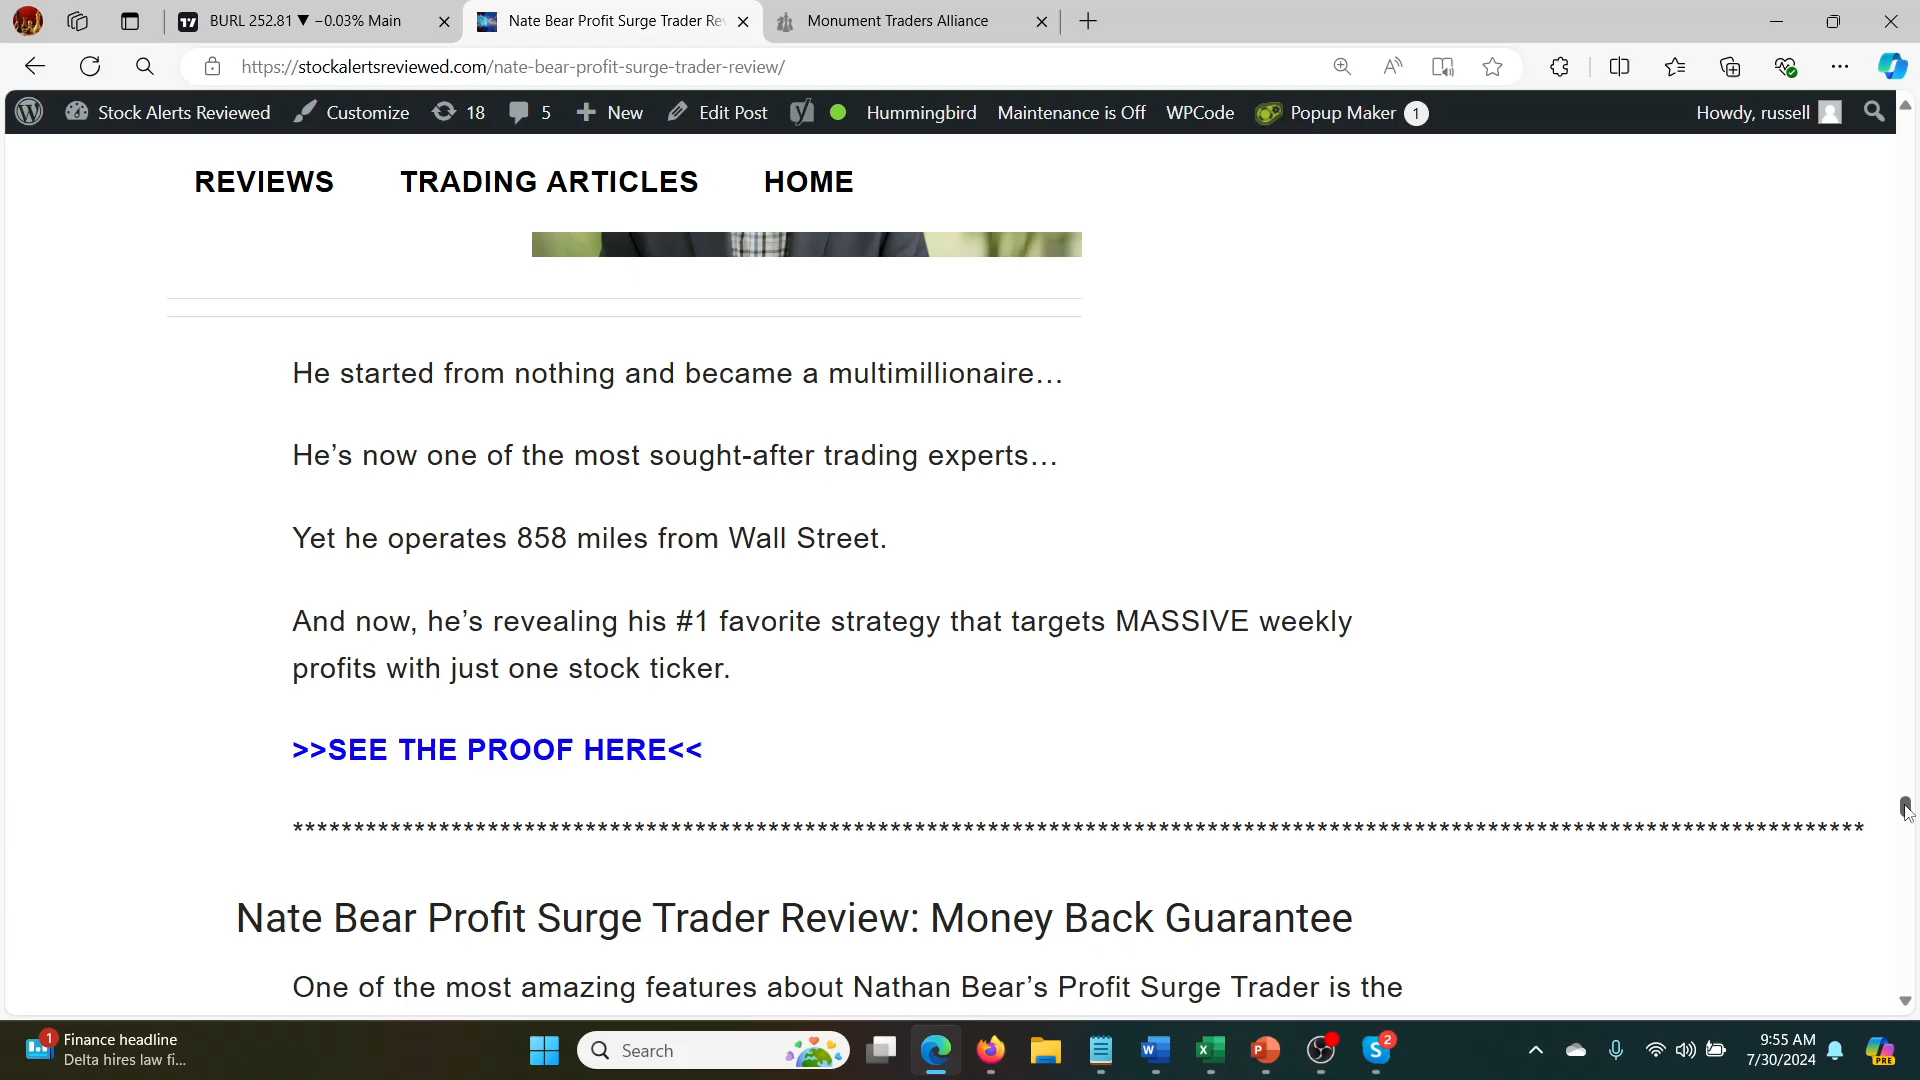 BURL 252.81 ▼ −0.03% Main
Nate Bear Profit Surge Trader Re
Monument Traders Alliance
https://stockalertsreviewed.com/nate-bear-profit-surge-trader-review/
Stock Alerts Reviewed
Customize
18
5
New
Edit Post
Hummingbird
Maintenance is Off
WPCode
Popup Maker 1
Howdy, russell
REVIEWS
TRADING ARTICLES
HOME
He started from nothing and became a multimillionaire…
He’s now one of the most sought-after trading experts…
Yet he operates 858 miles from Wall Street.
And now, he’s revealing his #1 favorite strategy that targets MASSIVE weekly
profits with just one stock ticker.
>>SEE THE PROOF HERE<<
Nate Bear Profit Surge Trader Review: Money Back Guarantee
One of the most amazing features about Nathan Bear’s Profit Surge Trader is the
1
Finance headline
Delta hires law fi...
Search
2
9:55 AM
7/30/2024
PRE